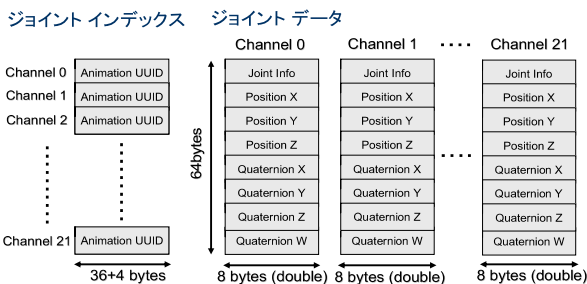 ジョイント インデックス
Channel 0 Animation UUID
Channel 1 Animation UUID
Channel 2 Animation UUID
Channel 21 Animation UUID
36+4 bytes
ジョイント データ
Channel 0 Channel 1 Channel 21
64bytes
Joint Info Joint Info Joint Info
Position X Position X Position X
Position Y Position Y Position Y
Position Z Position Z Position Z
Quaternion X Quaternion X Quaternion X
Quaternion Y Quaternion Y Quaternion Y
Quaternion Z Quaternion Z Quaternion Z
Quaternion W Quaternion W Quaternion W
8 bytes (double) 8 bytes (double) 8 bytes (double)